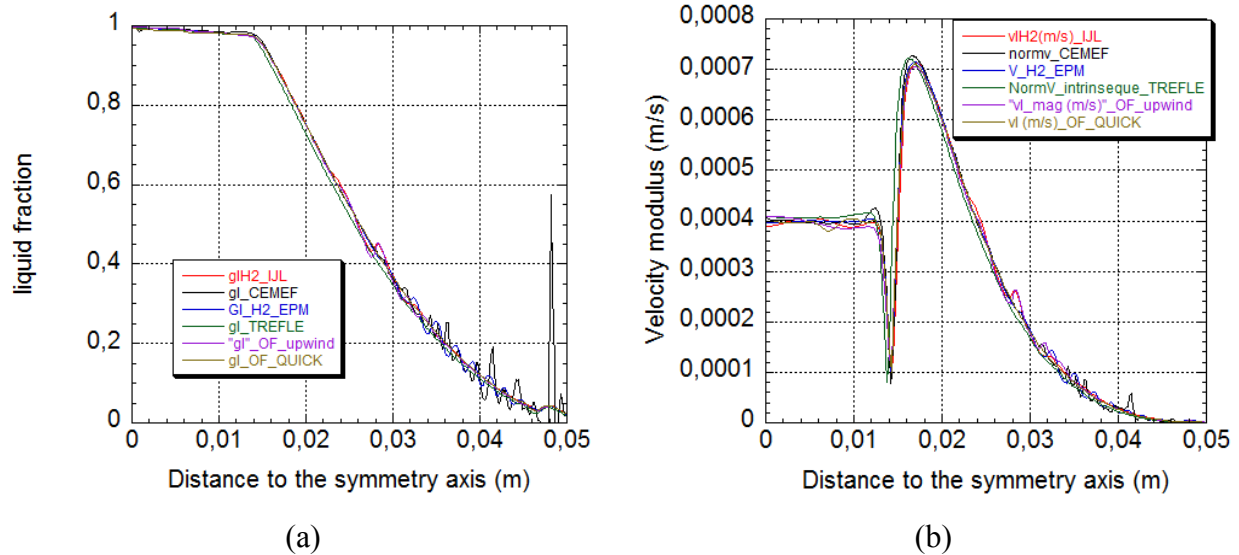 1
0,8
0,6
0,4
0,2
0
liquid fraction
glH2_IJL
gl_CEMEF
Gl_H2_EPM
gl_TREFLE
"gl"_OF_upwind
gl_OF_QUICK
0
0,01
0,02
0,03
0,04
0,05
Distance to the symmetry axis (m)
(a)
0,0008
0,0007
0,0006
0,0005
0,0004
0,0003
0,0002
0,0001
0
Velocity modulus (m/s)
vlH2(m/s)_IJL
normv_CEMEF
V_H2_EPM
NormV_intrinseque_TREFLE
"vl_mag (m/s)"_OF_upwind
vl (m/s)_OF_QUICK
0
0,01
0,02
0,03
0,04
0,05
Distance to the symmetry axis (m)
(b)